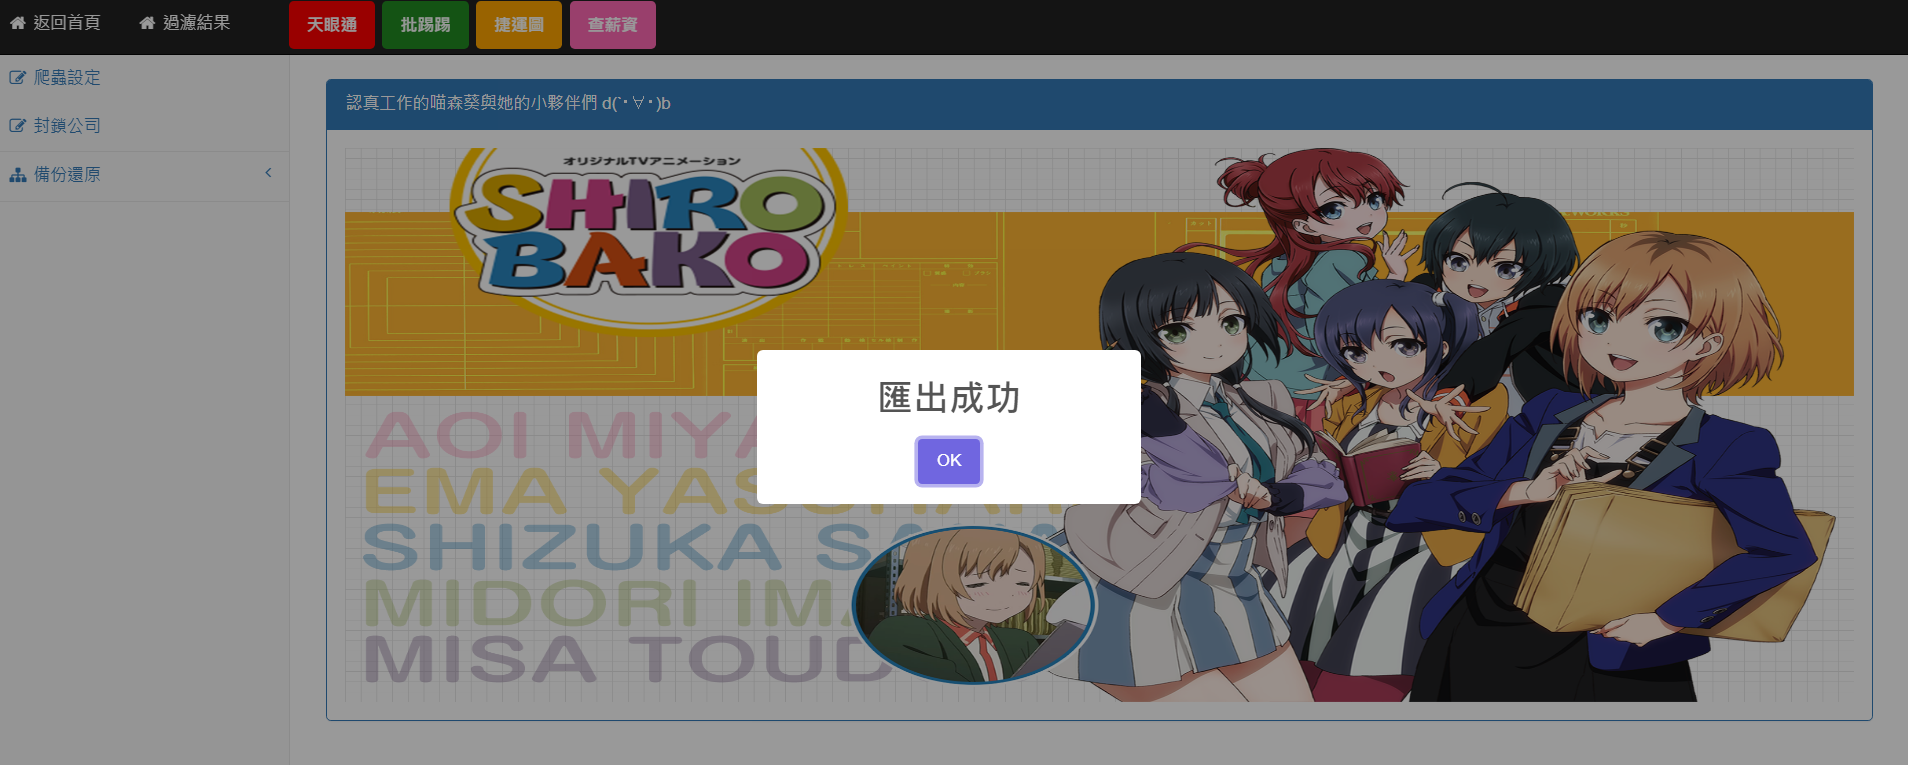 返回首頁
過濾結果
天眼通
批踢踢
捷運圖
查薪資
爬蟲設定
封鎖公司
備份還原
認真工作的喵森葵與她的小夥伴們 d(`･∀･)b
オリジナルTVアニメーション
SHIRO
BAKO
匯出成功
OK
AOI MIYA
EMA YASUHARA
SHIZUKA SA
MIDORI IMA
MISA TOUD